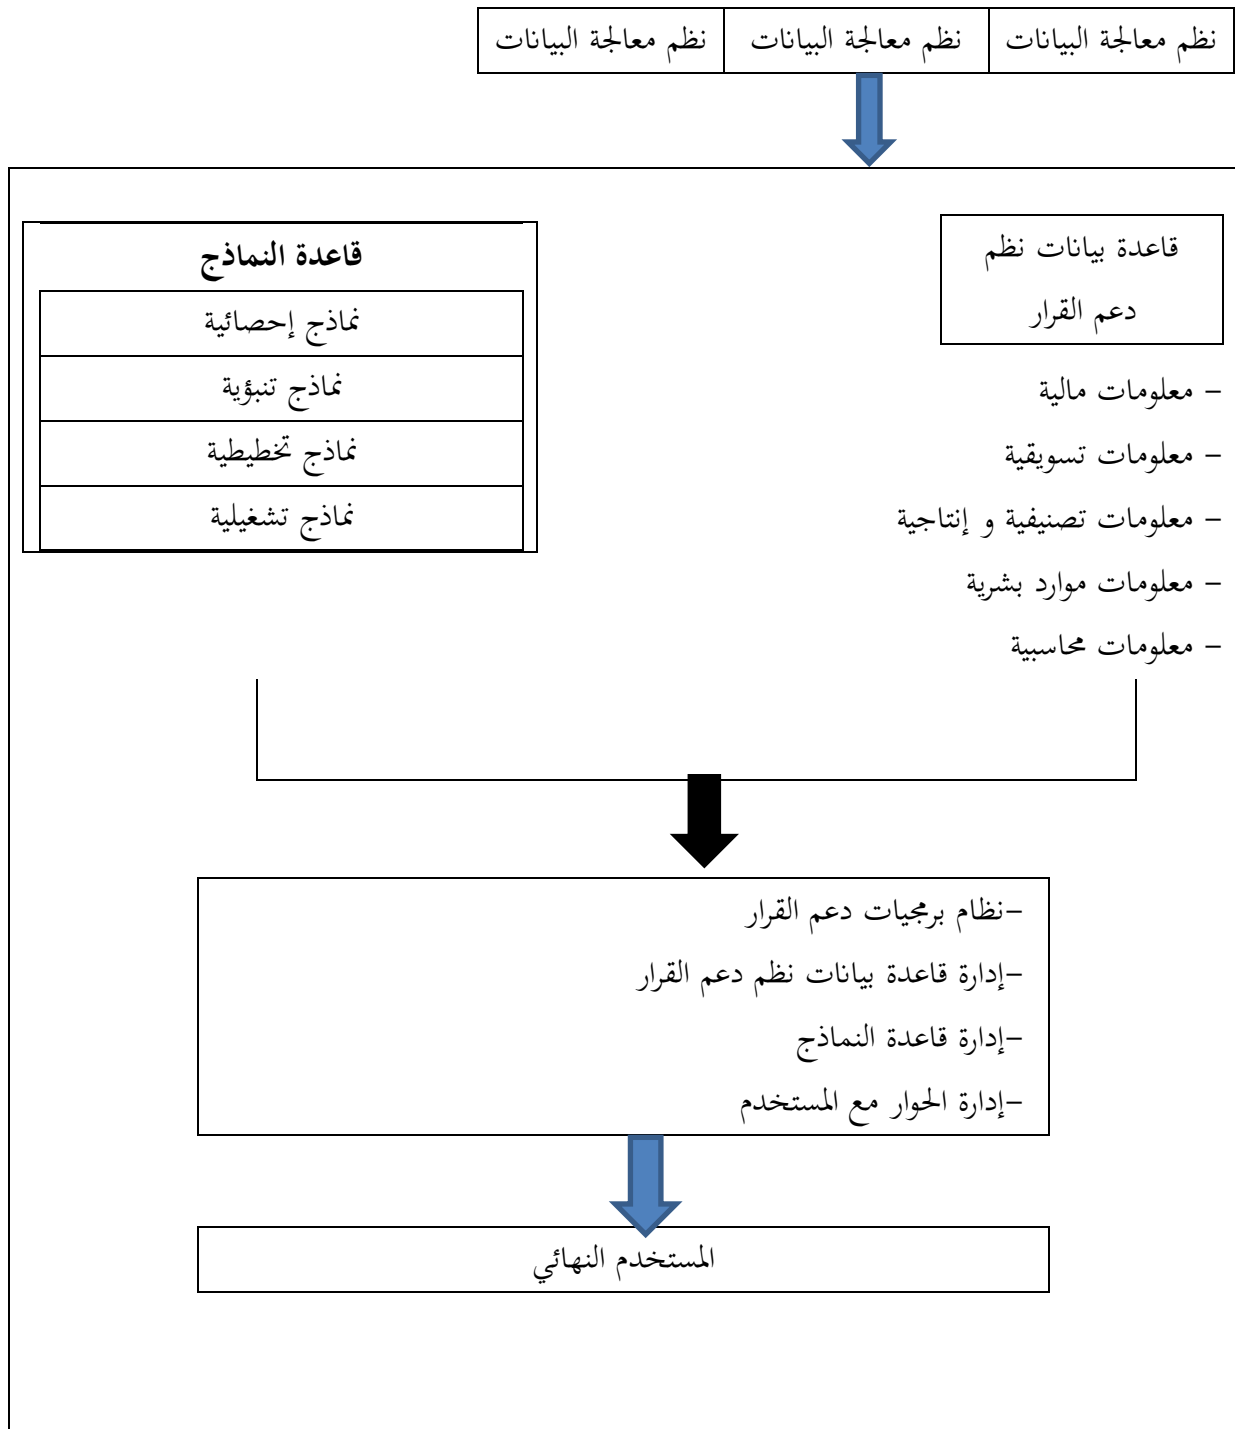 نظم معالجة البيانات
نظم معالجة البيانات
نظم معالجة البيانات
قاعدة بيانات نظم
دعم القرار
– معلومات مالية
– معلومات تسويقية
– معلومات تصنيفية و إنتاجية
– معلومات موارد بشرية
– معلومات محاسبية
قاعدة النماذج
نماذج إحصائية
نماذج تنبؤية
نماذج تخطيطية
نماذج تشغيلية
–نظام برمجيات دعم القرار
–إدارة قاعدة بيانات نظم دعم القرار
–إدارة قاعدة النماذج
–إدارة الحوار مع المستخدم
المستخدم النهائي